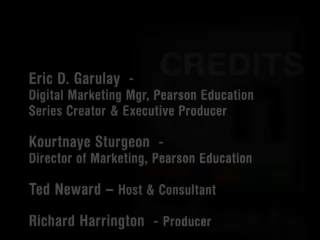 CREDITS
Eric D. Garulay -
Digital Marketing Mgr, Pearson Education
Series Creator & Executive Producer
Kourtnaye Sturgeon -
Director of Marketing, Pearson Education
Ted Neward – Host & Consultant
Richard Harrington - Producer